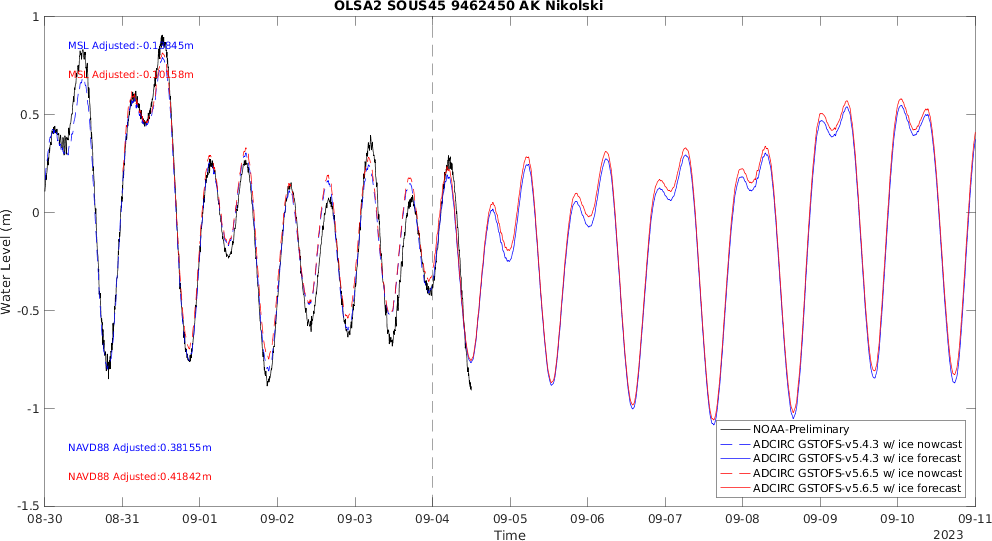 OLSA2 SOUS45 9462450 AK Nikolski
1
0.5
0
-0.5
-1
-1.5
Water Level (m)
MSL Adjusted:
MSL Adjusted:
NAVD88 Adjusted:0.38155m
NAVD88 Adjusted:0.41842m
NOAA-Preliminary
ADCIRC GSTOFS-v5.4.3 w/ ice nowcast
ADCIRC GSTOFS-v5.4.3 w/ ice forecast
ADCIRC GSTOFS-v5.6.5 w/ ice nowcast
ADCIRC GSTOFS-v5.6.5 w/ ice forecast
08-30 08-31 09-01 09-02 09-03 09-04 09-05 09-06 09-07 09-08 09-09 09-10 09-11
Time
2023